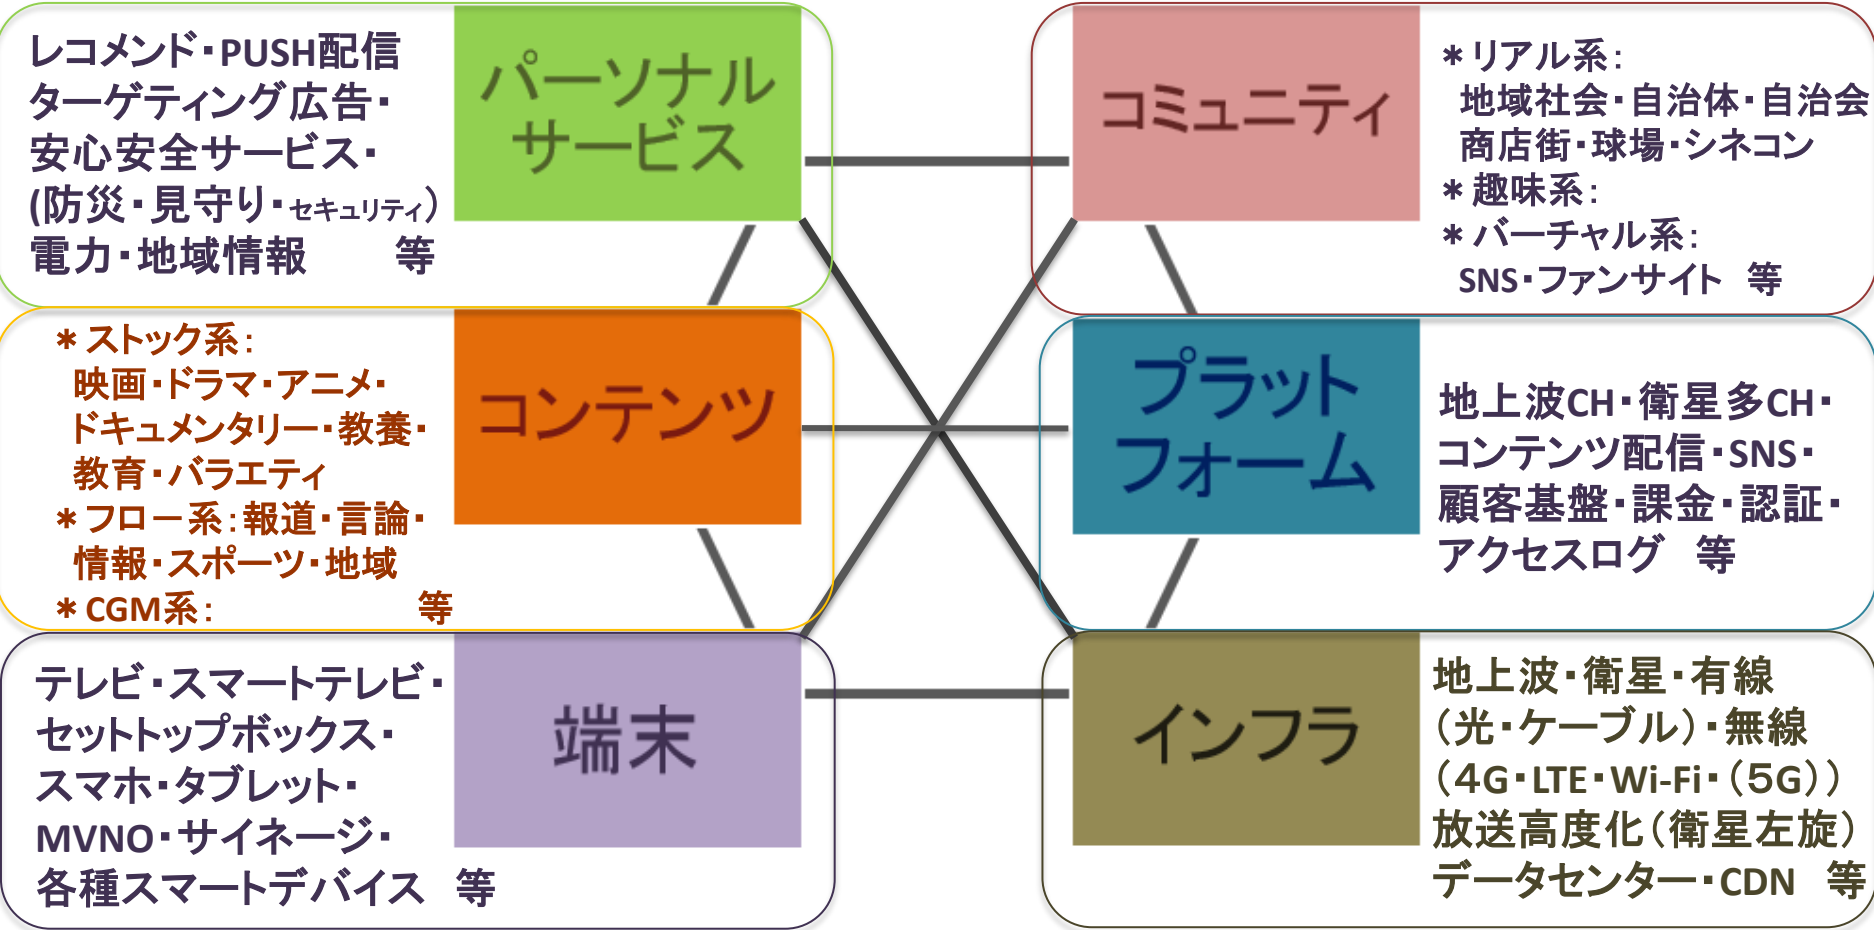 レコメンド・PUSH配信
ターゲティング広告・
安心安全サービス・
(防災・見守り・セキュリティ)
電力・地域情報　　等
パーソナル
サービス
コミュニティ
＊リアル系：
地域社会・自治体・自治会
商店街・球場・シネコン
＊趣味系：
＊バーチャル系：
SNS・ファンサイト　等
＊ストック系：
映画・ドラマ・アニメ・
ドキュメンタリー・教養・
教育・バラエティ
＊フロー系：報道・言論・
情報・スポーツ・地域
＊CGM系：　　　　　等
コンテンツ
プラット
フォーム
地上波CH・衛星多CH・
コンテンツ配信・SNS・
顧客基盤・課金・認証・
アクセスログ　等
テレビ・スマートテレビ・
セットトップボックス・
スマホ・タブレット・
MVNO・サイネージ・
各種スマートデバイス　等
端末
インフラ
地上波・衛星・有線
（光・ケーブル）・無線
（４G・LTE・Wi-Fi・（５G））
放送高度化（衛星左旋）
データセンター・CDN　等